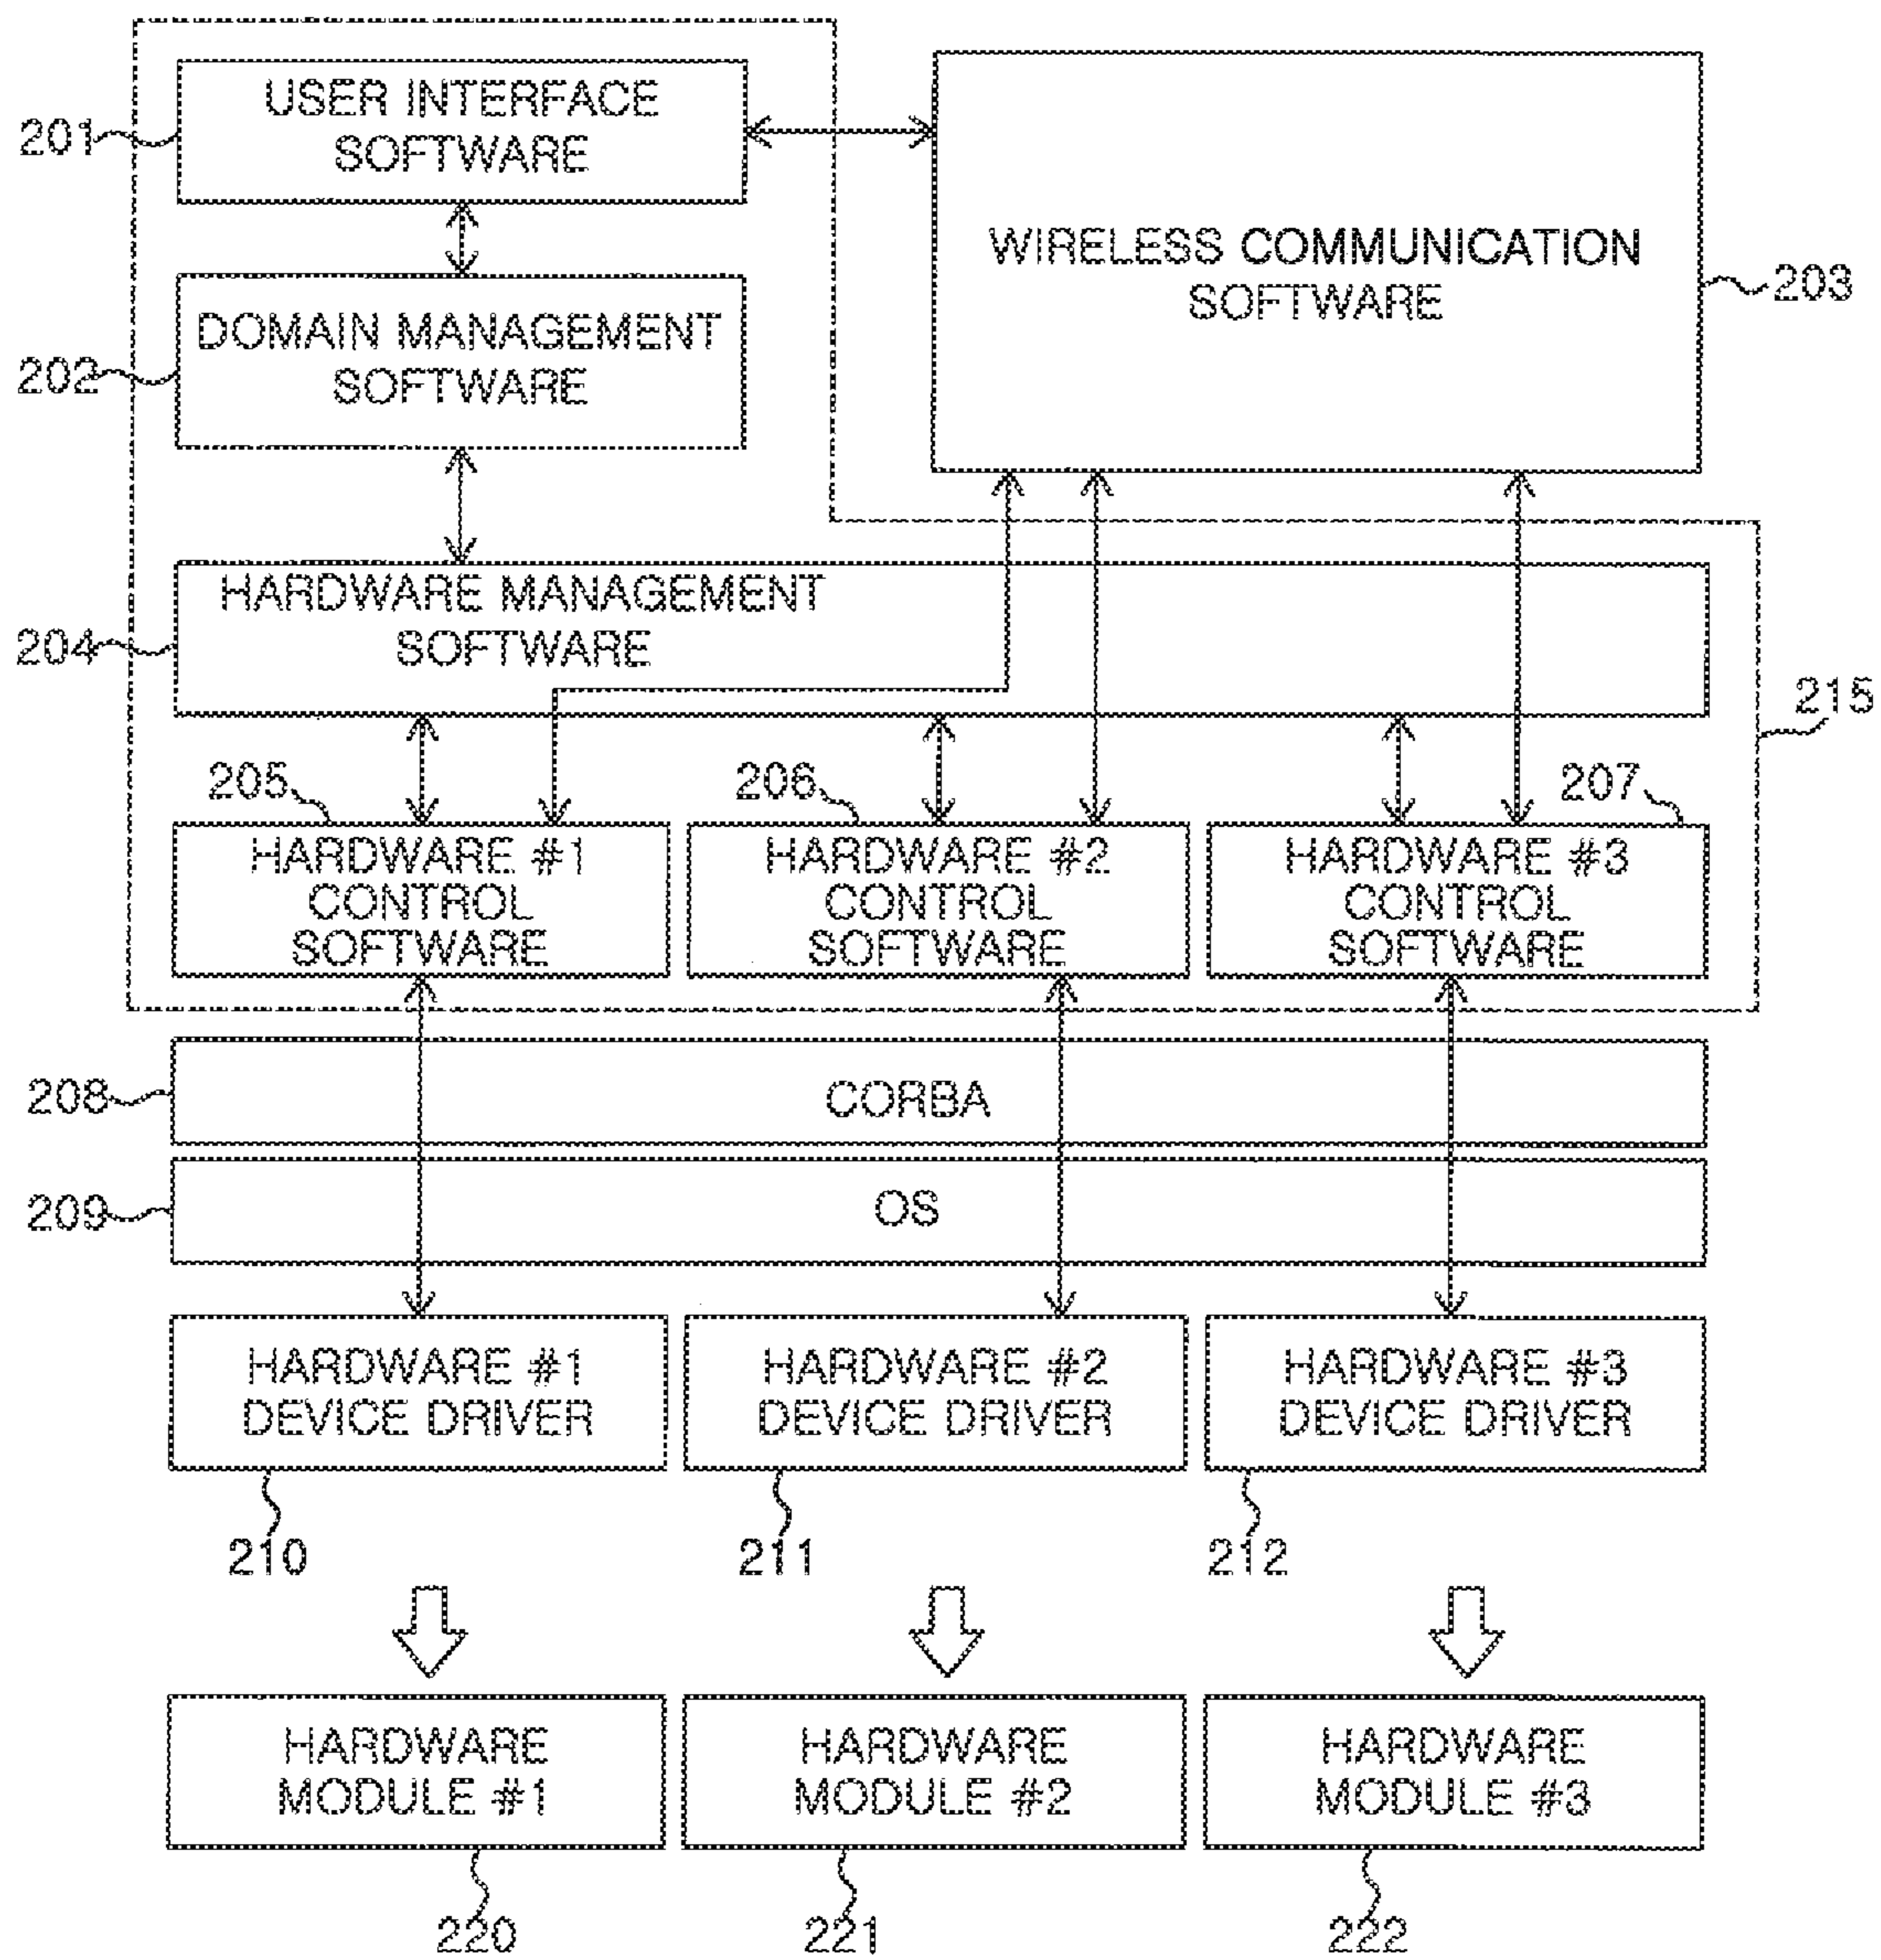 USER INTERFACE
SOFTWARE
201
WIRELESS COMMUNICATION
SOFTWARE
203
DOMAIN MANAGEMENT
SOFTWARE
202
HARDWARE MANAGEMENT
SOFTWARE
204
215
205
206
207
HARDWARE #1
CONTROL
SOFTWARE
HARDWARE #2
CONTROL
SOFTWARE
HARDWARE #3
CONTROL
SOFTWARE
208
CORBA
209
OS
HARDWARE #1
DEVICE DRIVER
HARDWARE #2
DEVICE DRIVER
HARDWARE #3
DEVICE DRIVER
210
211
212
HARDWARE
MODULE #1
HARDWARE
MODULE #2
HARDWARE
MODULE #3
220
221
222